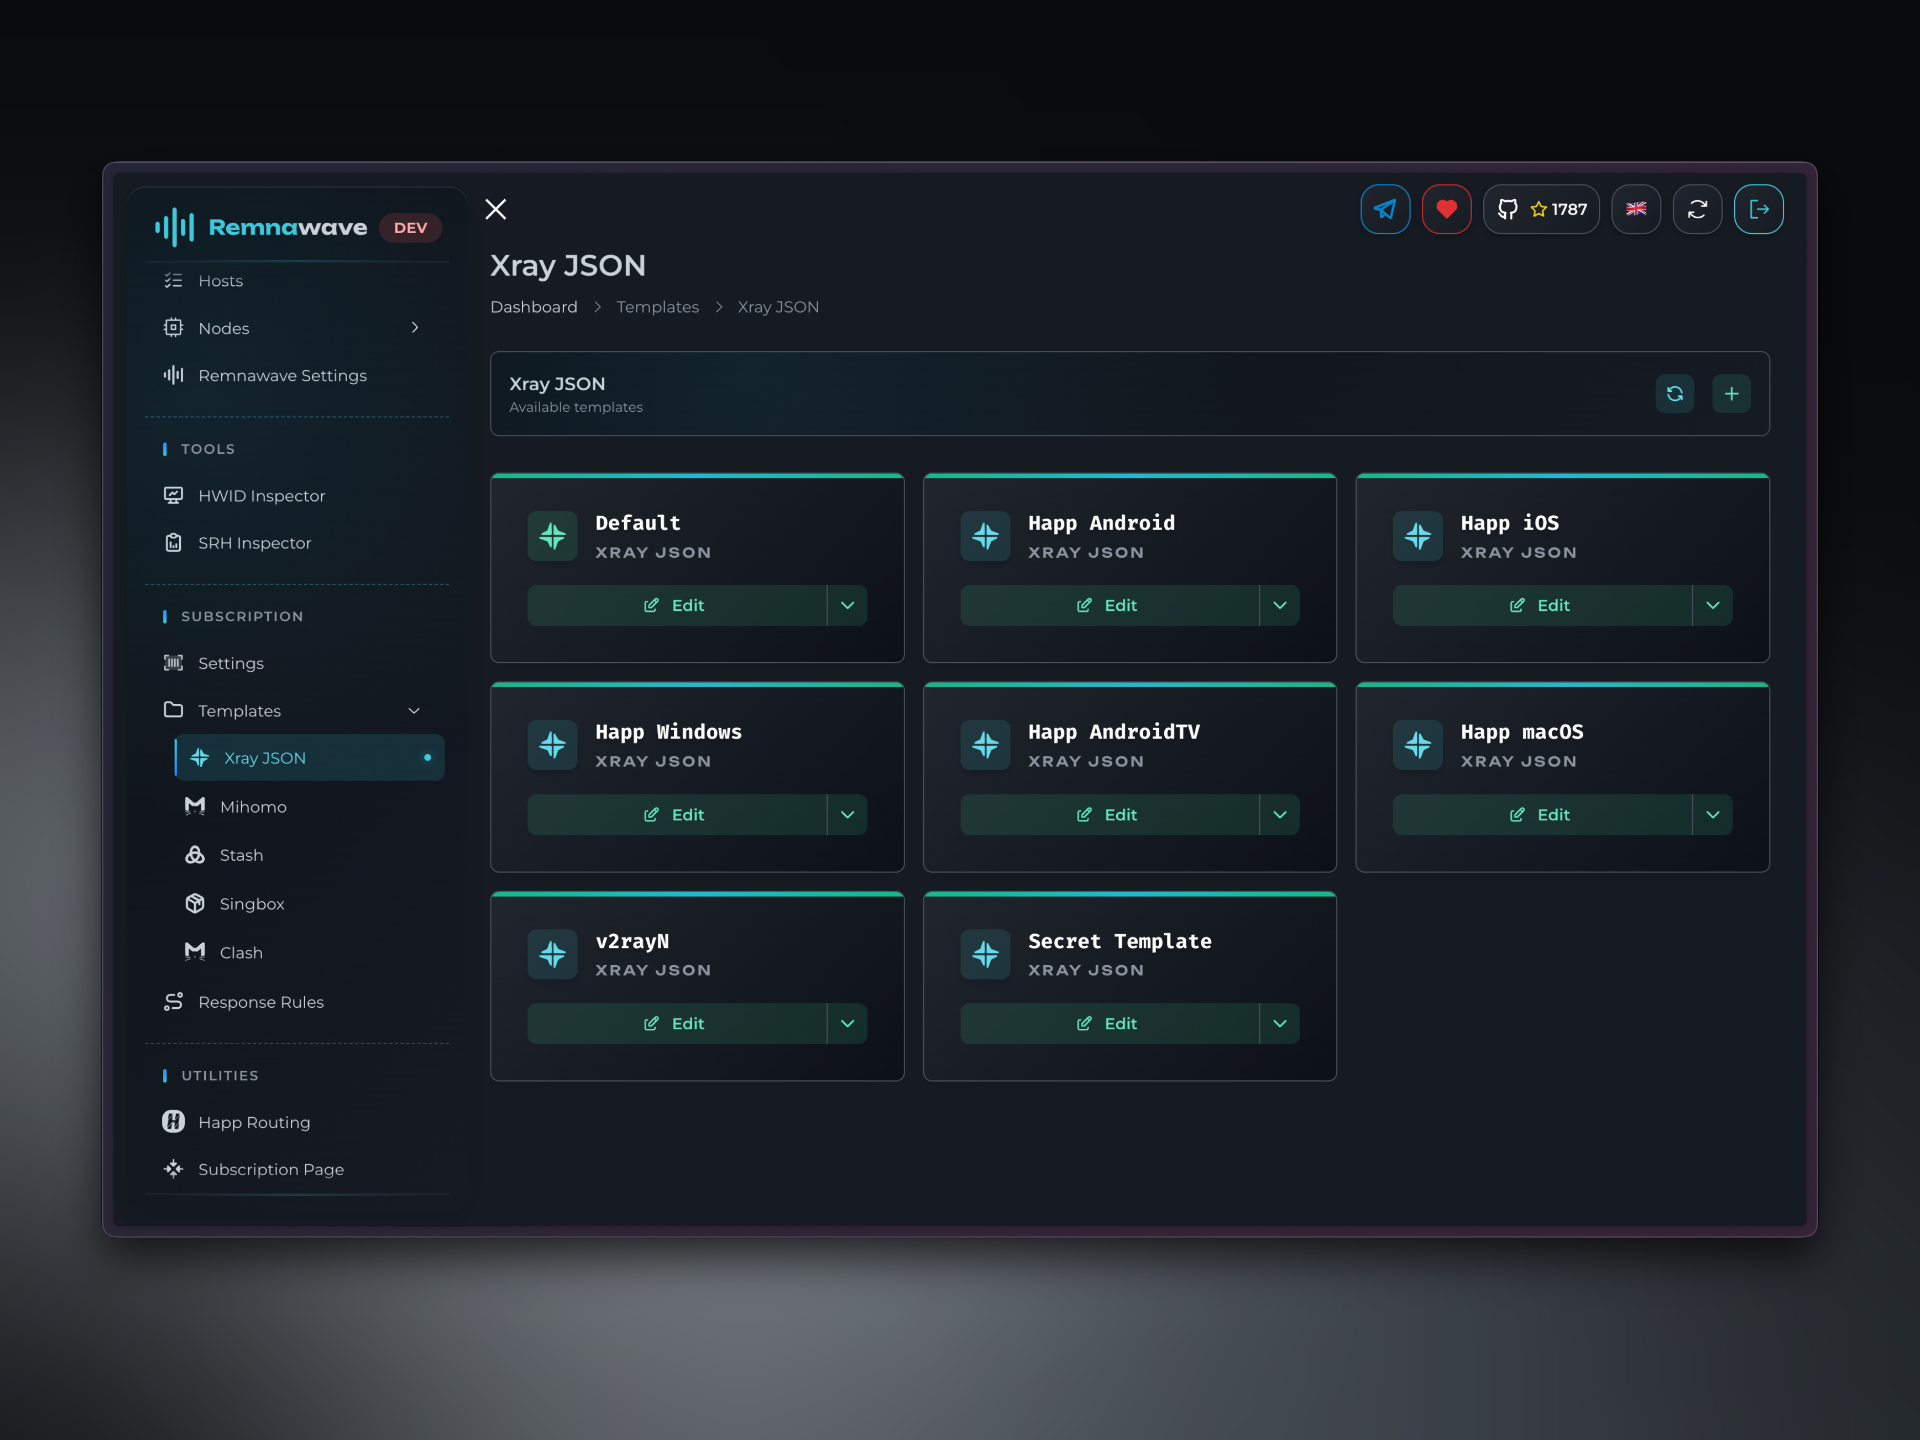 Remnawave DEV
Hosts
Nodes
Remnawave Settings
TOOLS
HWID Inspector
SRH Inspector
SUBSCRIPTION
Settings
Templates
Xray JSON
Mihomo
Stash
Singbox
Clash
Response Rules
UTILITIES
Happ Routing
Subscription Page
1787
Xray JSON
Dashboard > Templates > Xray JSON
Xray JSON
Available templates
Default
XRAY JSON
Edit
Happ Android
XRAY JSON
Edit
Happ iOS
XRAY JSON
Edit
Happ Windows
XRAY JSON
Edit
Happ AndroidTV
XRAY JSON
Edit
Happ macOS
XRAY JSON
Edit
v2rayN
XRAY JSON
Edit
Secret Template
XRAY JSON
Edit